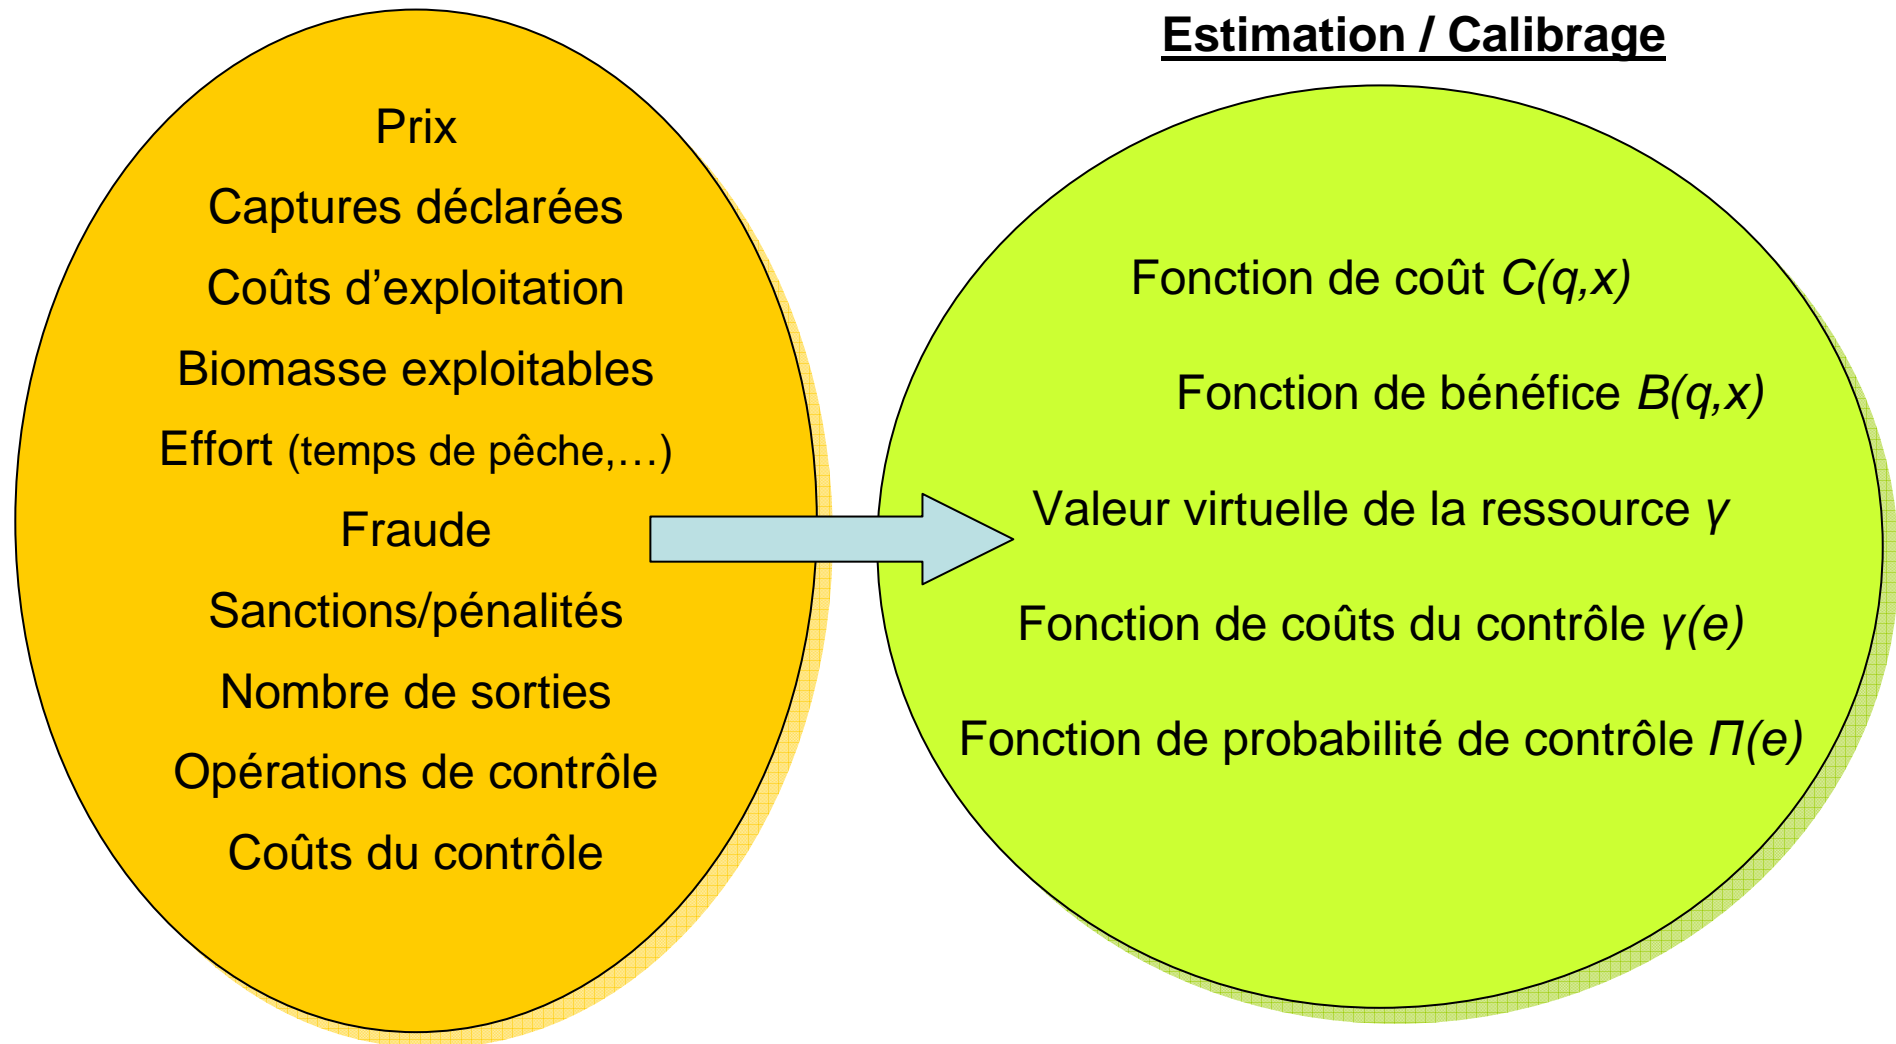 Estimation / Calibrage
Prix
Captures déclarées
Coûts d’exploitation
Biomasse exploitables
Effort (temps de pêche,…)
Fraude
Sanctions/pénalités
Nombre de sorties
Opérations de contrôle
Coûts du contrôle
Fonction de coût C(q,x)
Fonction de bénéfice B(q,x)
Valeur virtuelle de la ressource γ
Fonction de coûts du contrôle γ(e)
Fonction de probabilité de contrôle Π(e)